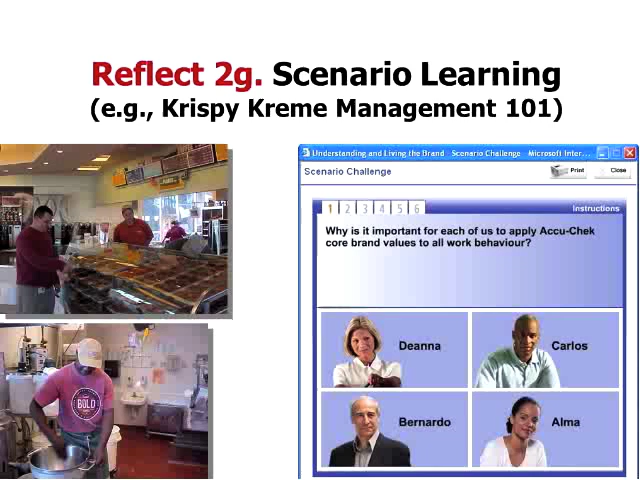 Reflect 2g. Scenario Learning
(e.g., Krispy Kreme Management 101)
BOLD
Understanding and Living the Brand - Scenario Challenge - Microsoft Inter...
Scenario Challenge
Print
Close
1 2 3 4 5 6
Instructions
Why is it important for each of us to apply Accu-Chek
core brand values to all work behaviour?
Deanna
Carlos
Bernardo
Alma